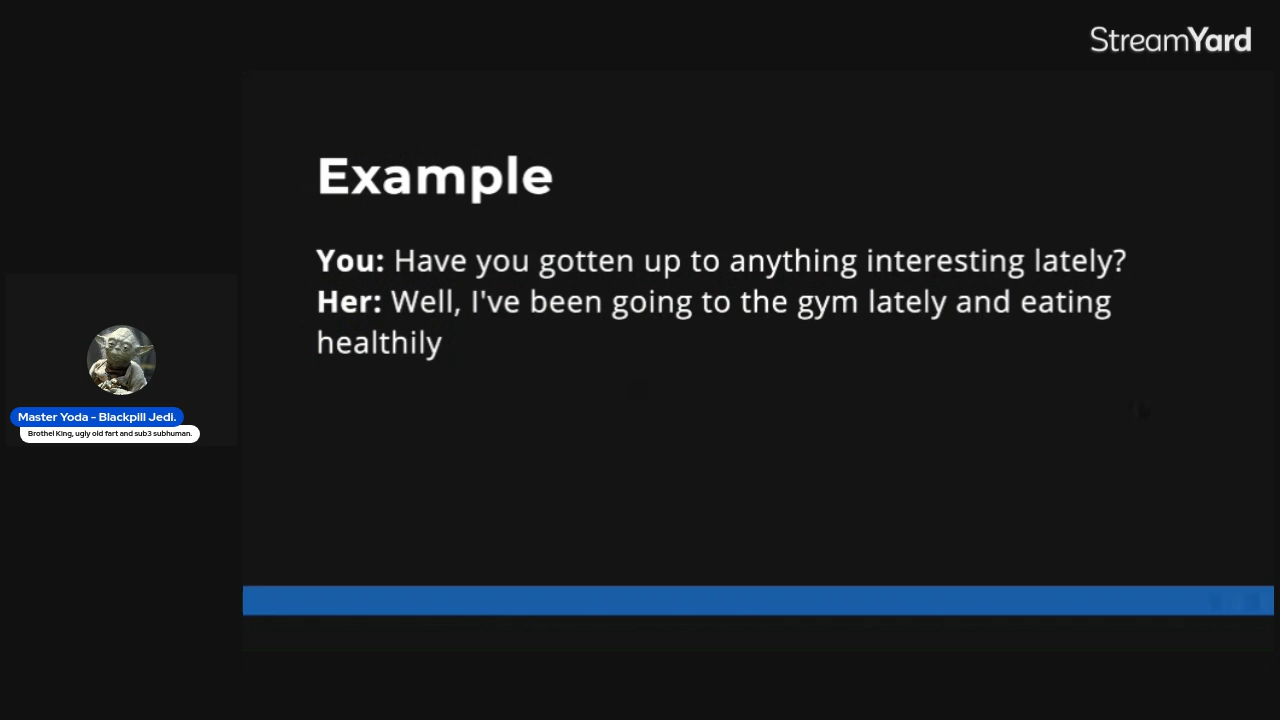 StreamYard
Example
You: Have you gotten up to anything interesting lately?
Her: Well, I've been going to the gym lately and eating
healthily
Master Yoda - Blackpill Jedi.
Brothel King, ugly old fart and sub3 subhuman.